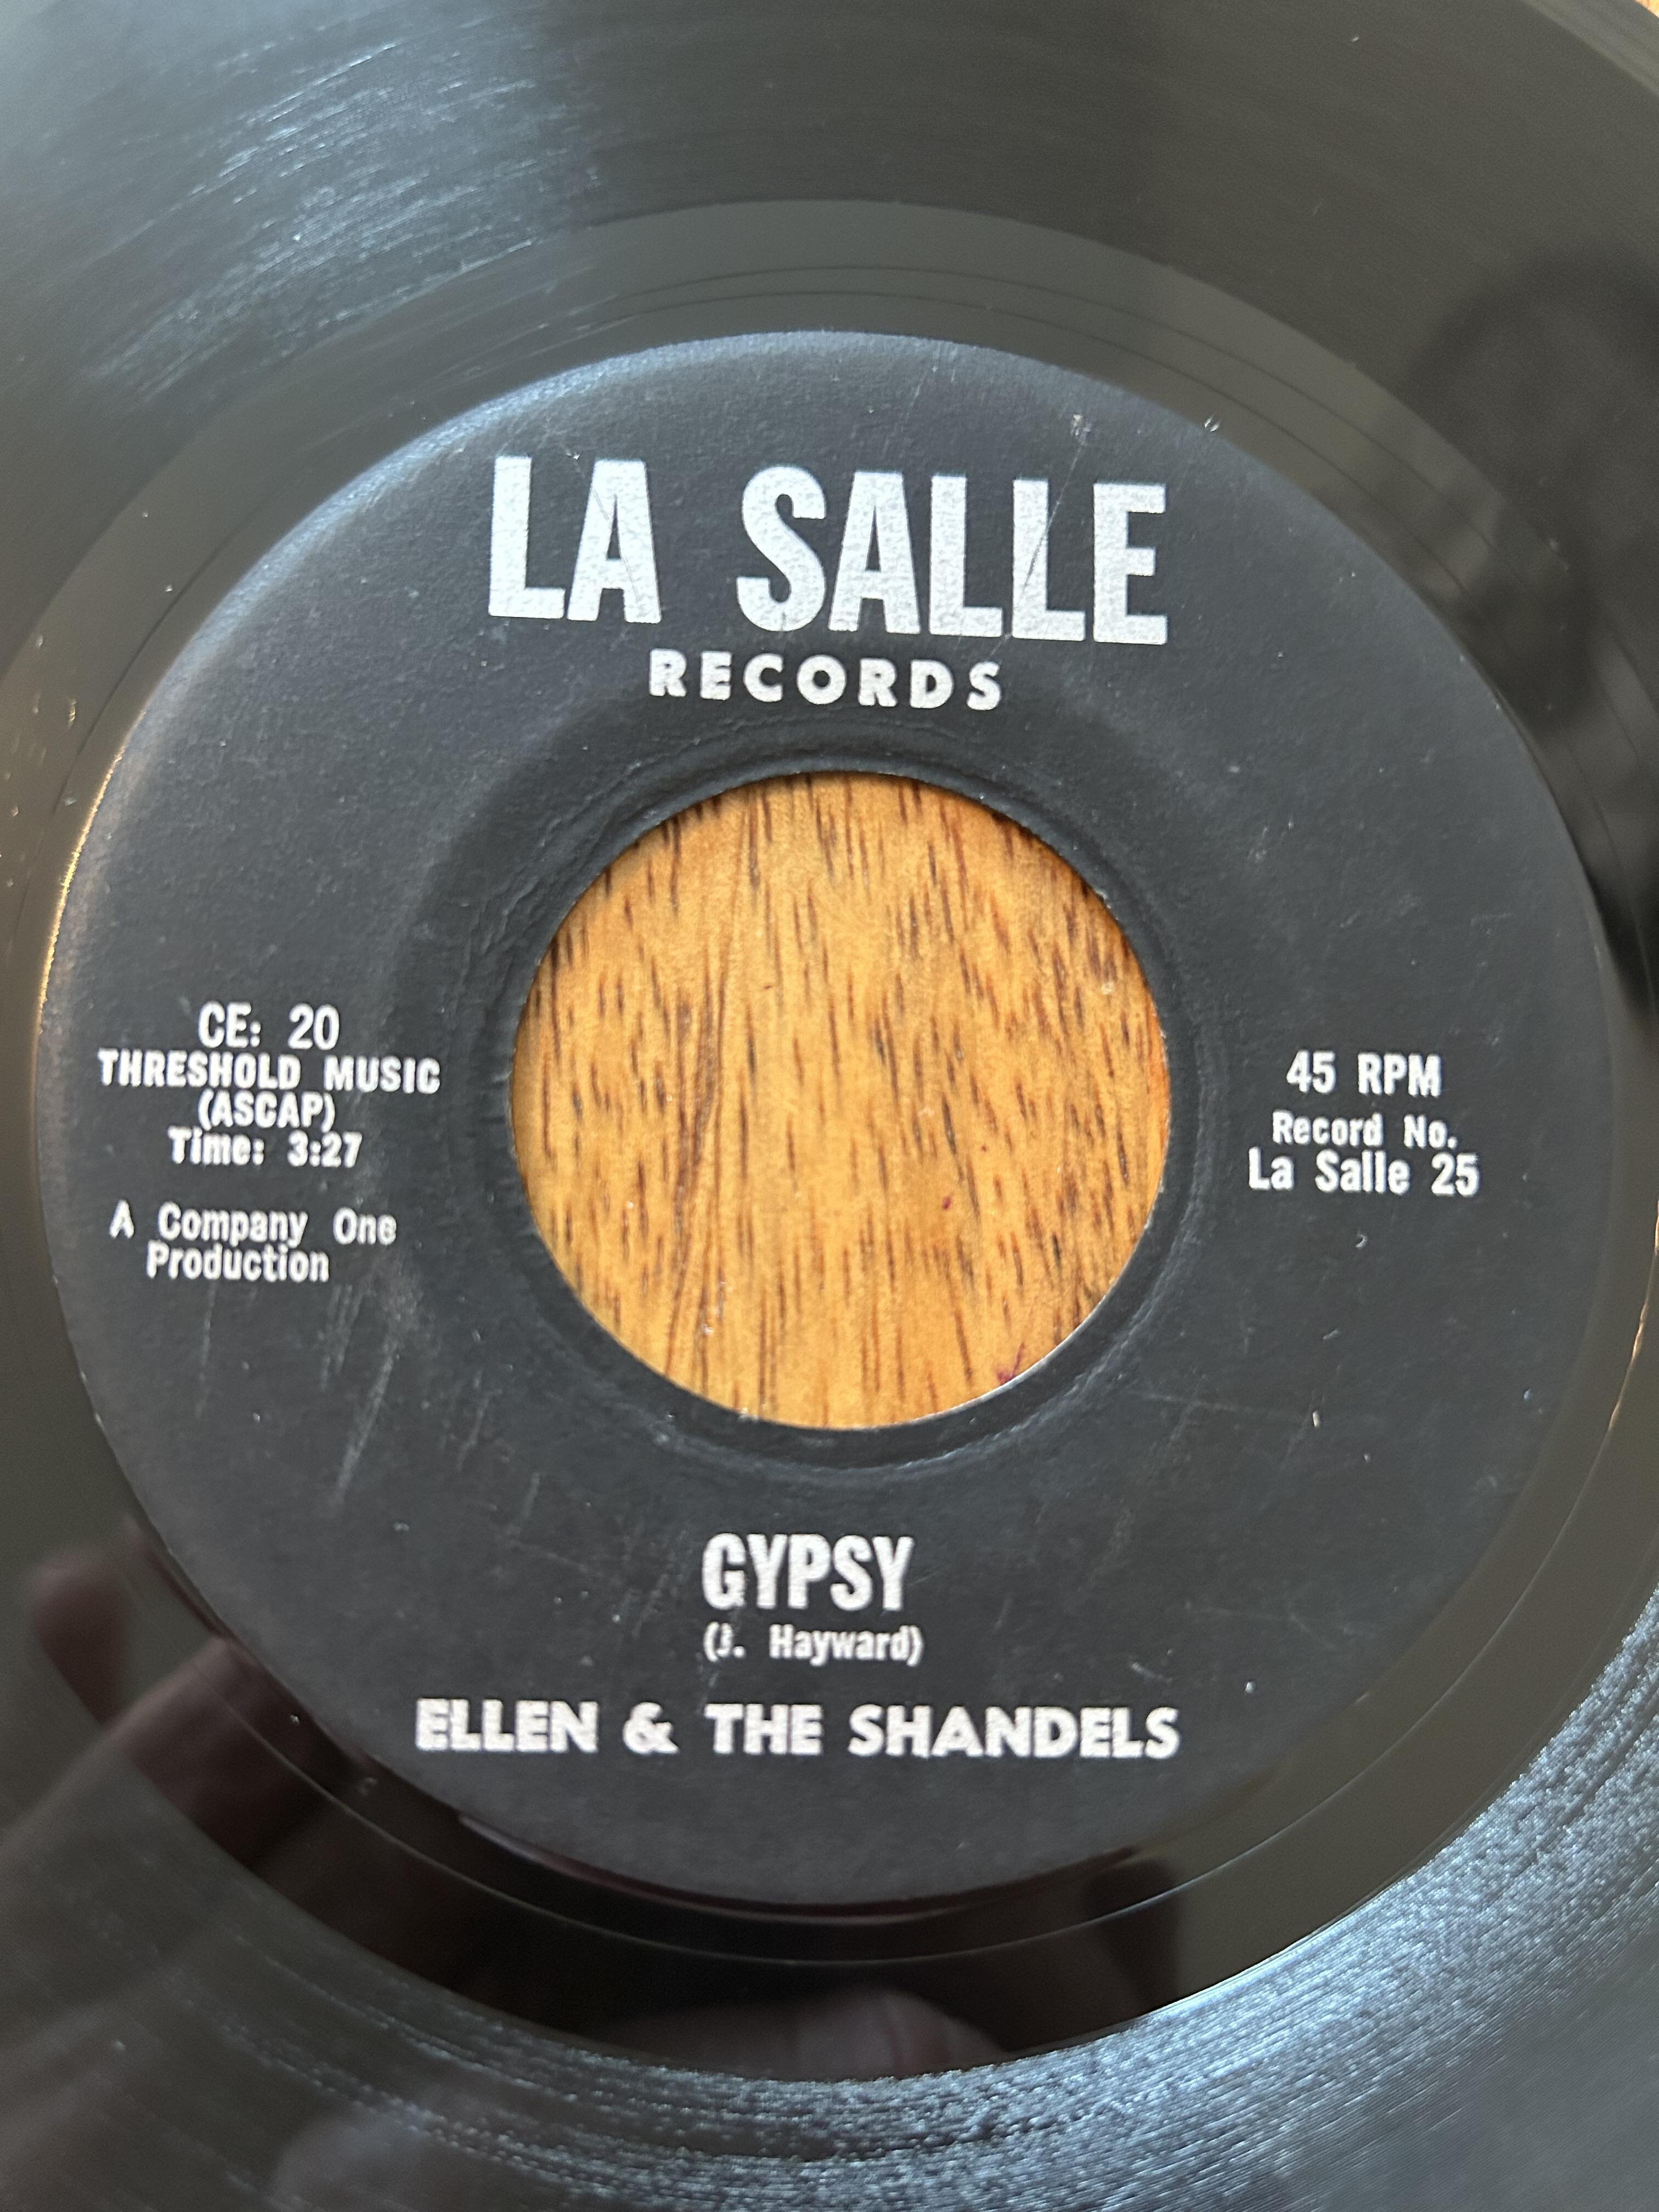 LA SALLE
RECORDS
CE: 20
THRESHOLD MUSIC
(ASCAP)
Time: 3:27
A Company One
Production
45 RPM
Record No.
La Salle 25
GYPSY
(J. Hayward)
ELLEN & THE SHANDELS